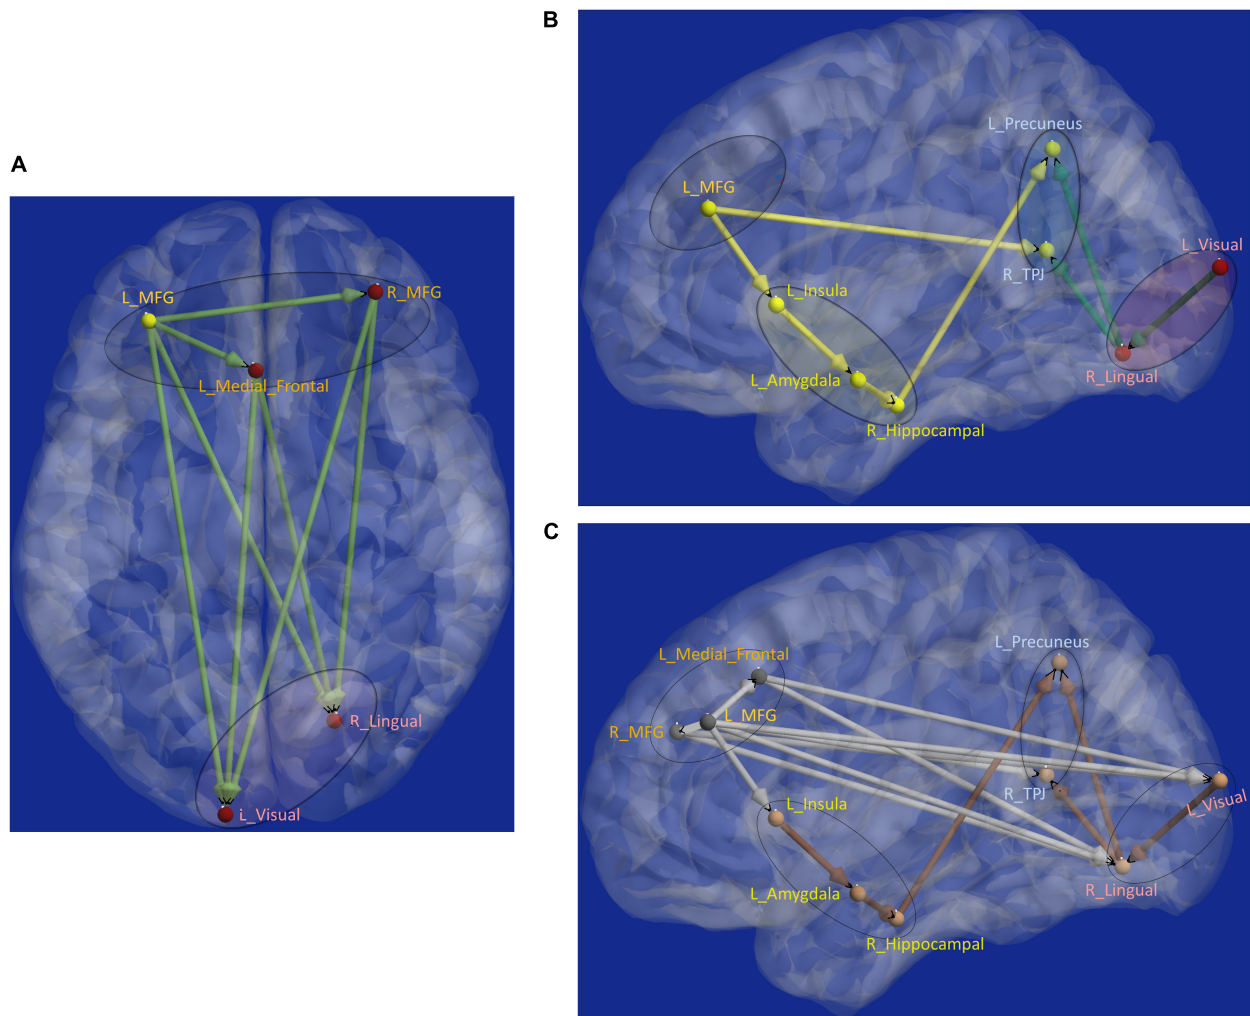 A
L_MFG
R_MFG
L_Medial_Frontal
R_Lingual
L_Visual
B
L_Precuneus
L_MFG
L_Visual
R_TPJ
L_Insula
L_Amygdala
R_Lingual
R_Hippocampal
C
L_Precuneus
L_Medial_Frontal
L_MFG
R_MFG
R_TPJ
L_Insula
L_Visual
L_Amygdala
R_Lingual
R_Hippocampal